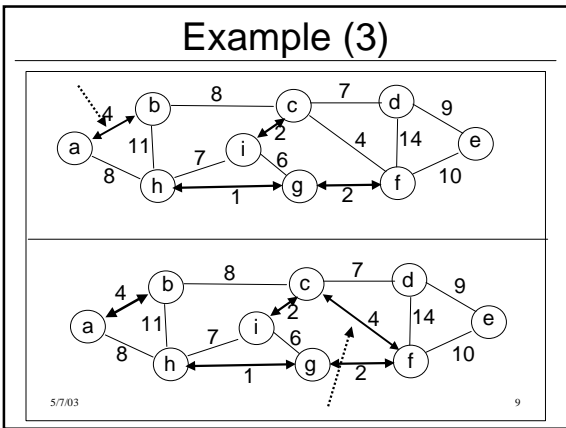 Example (3)
8 7
b c d 9
4 2 e
a 11 i 4 14
7 6
8 h g f 10
1 2
8 7
b c d 9
4 2 e
a 11 i 4 14
7 6
8 h g f 10
1 2
5/7/03 9